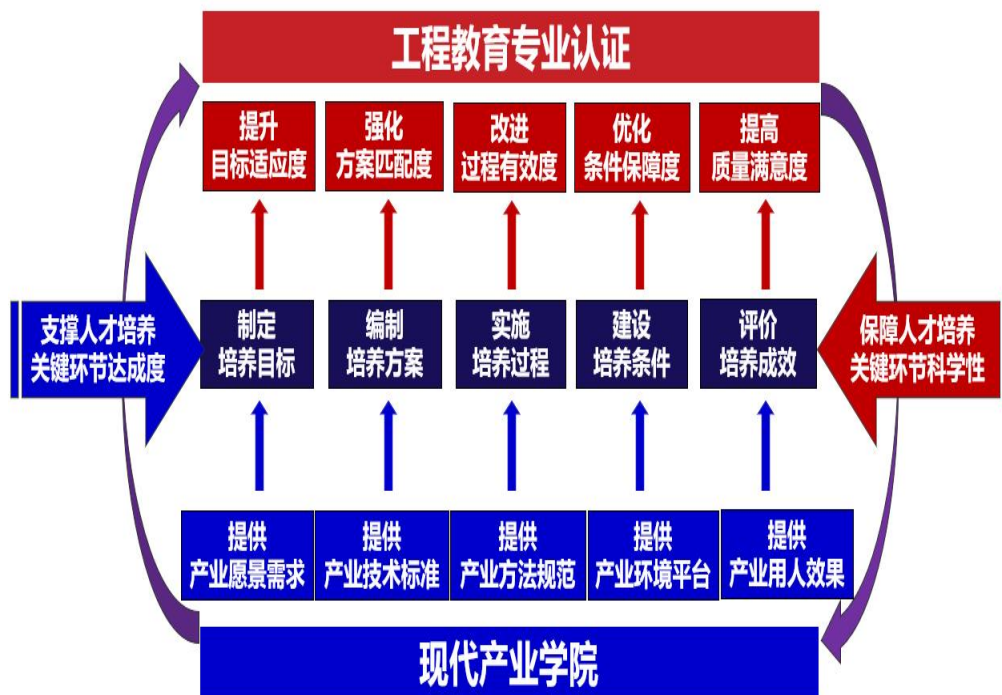 工程教育专业认证
提升
目标适应度
强化
方案匹配度
改进
过程有效度
优化
条件保障度
提高
质量满意度
支撑人才培养
关键环节达成度
制定
培养目标
编制
培养方案
实施
培养过程
建设
培养条件
评价
培养成效
保障人才培养
关键环节科学性
提供
产业愿景需求
提供
产业技术标准
提供
产业方法规范
提供
产业环境平台
提供
产业用人效果
现代产业学院